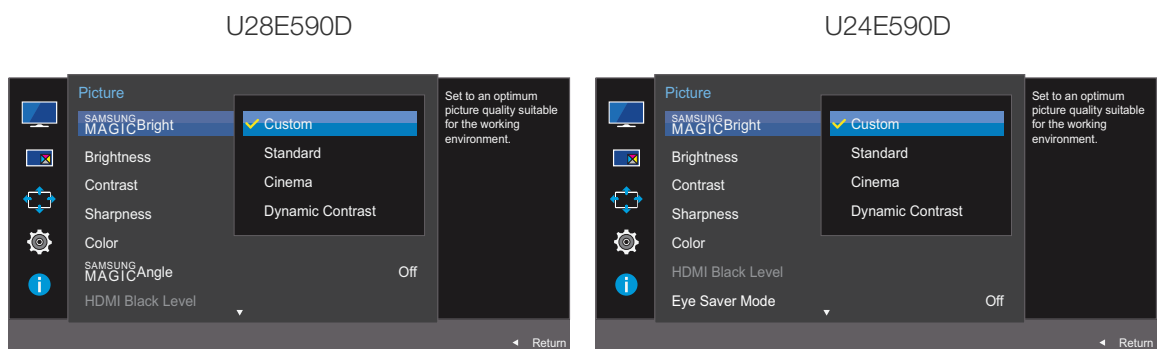 U28E590D
Picture
SAMSUNG
MAGICBright
Brightness
Contrast
Sharpness
Color
SAMSUNG
MAGICAngle Off
HDMI Black Level
Custom
Standard
Cinema
Dynamic Contrast
Set to an optimum
picture quality suitable
for the working
environment.
Return
U24E590D
Picture
SAMSUNG
MAGICBright
Brightness
Contrast
Sharpness
Color
HDMI Black Level
Eye Saver Mode Off
Custom
Standard
Cinema
Dynamic Contrast
Set to an optimum
picture quality suitable
for the working
environment.
Return